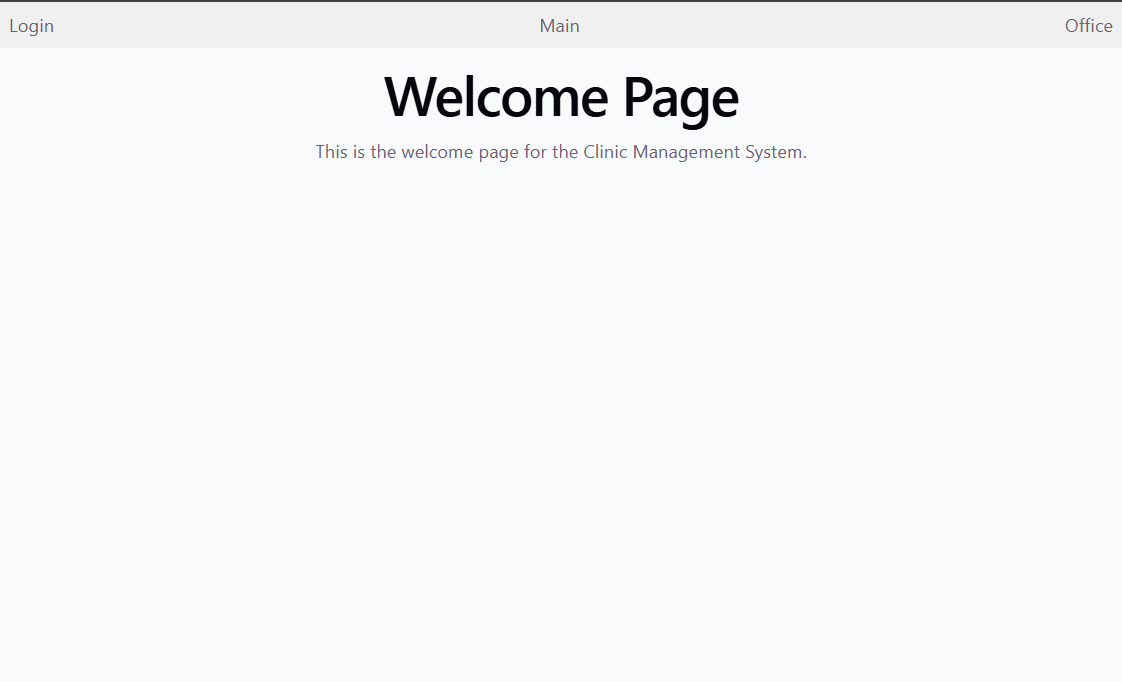 Login Main Office
Welcome Page
This is the welcome page for the Clinic Management System.